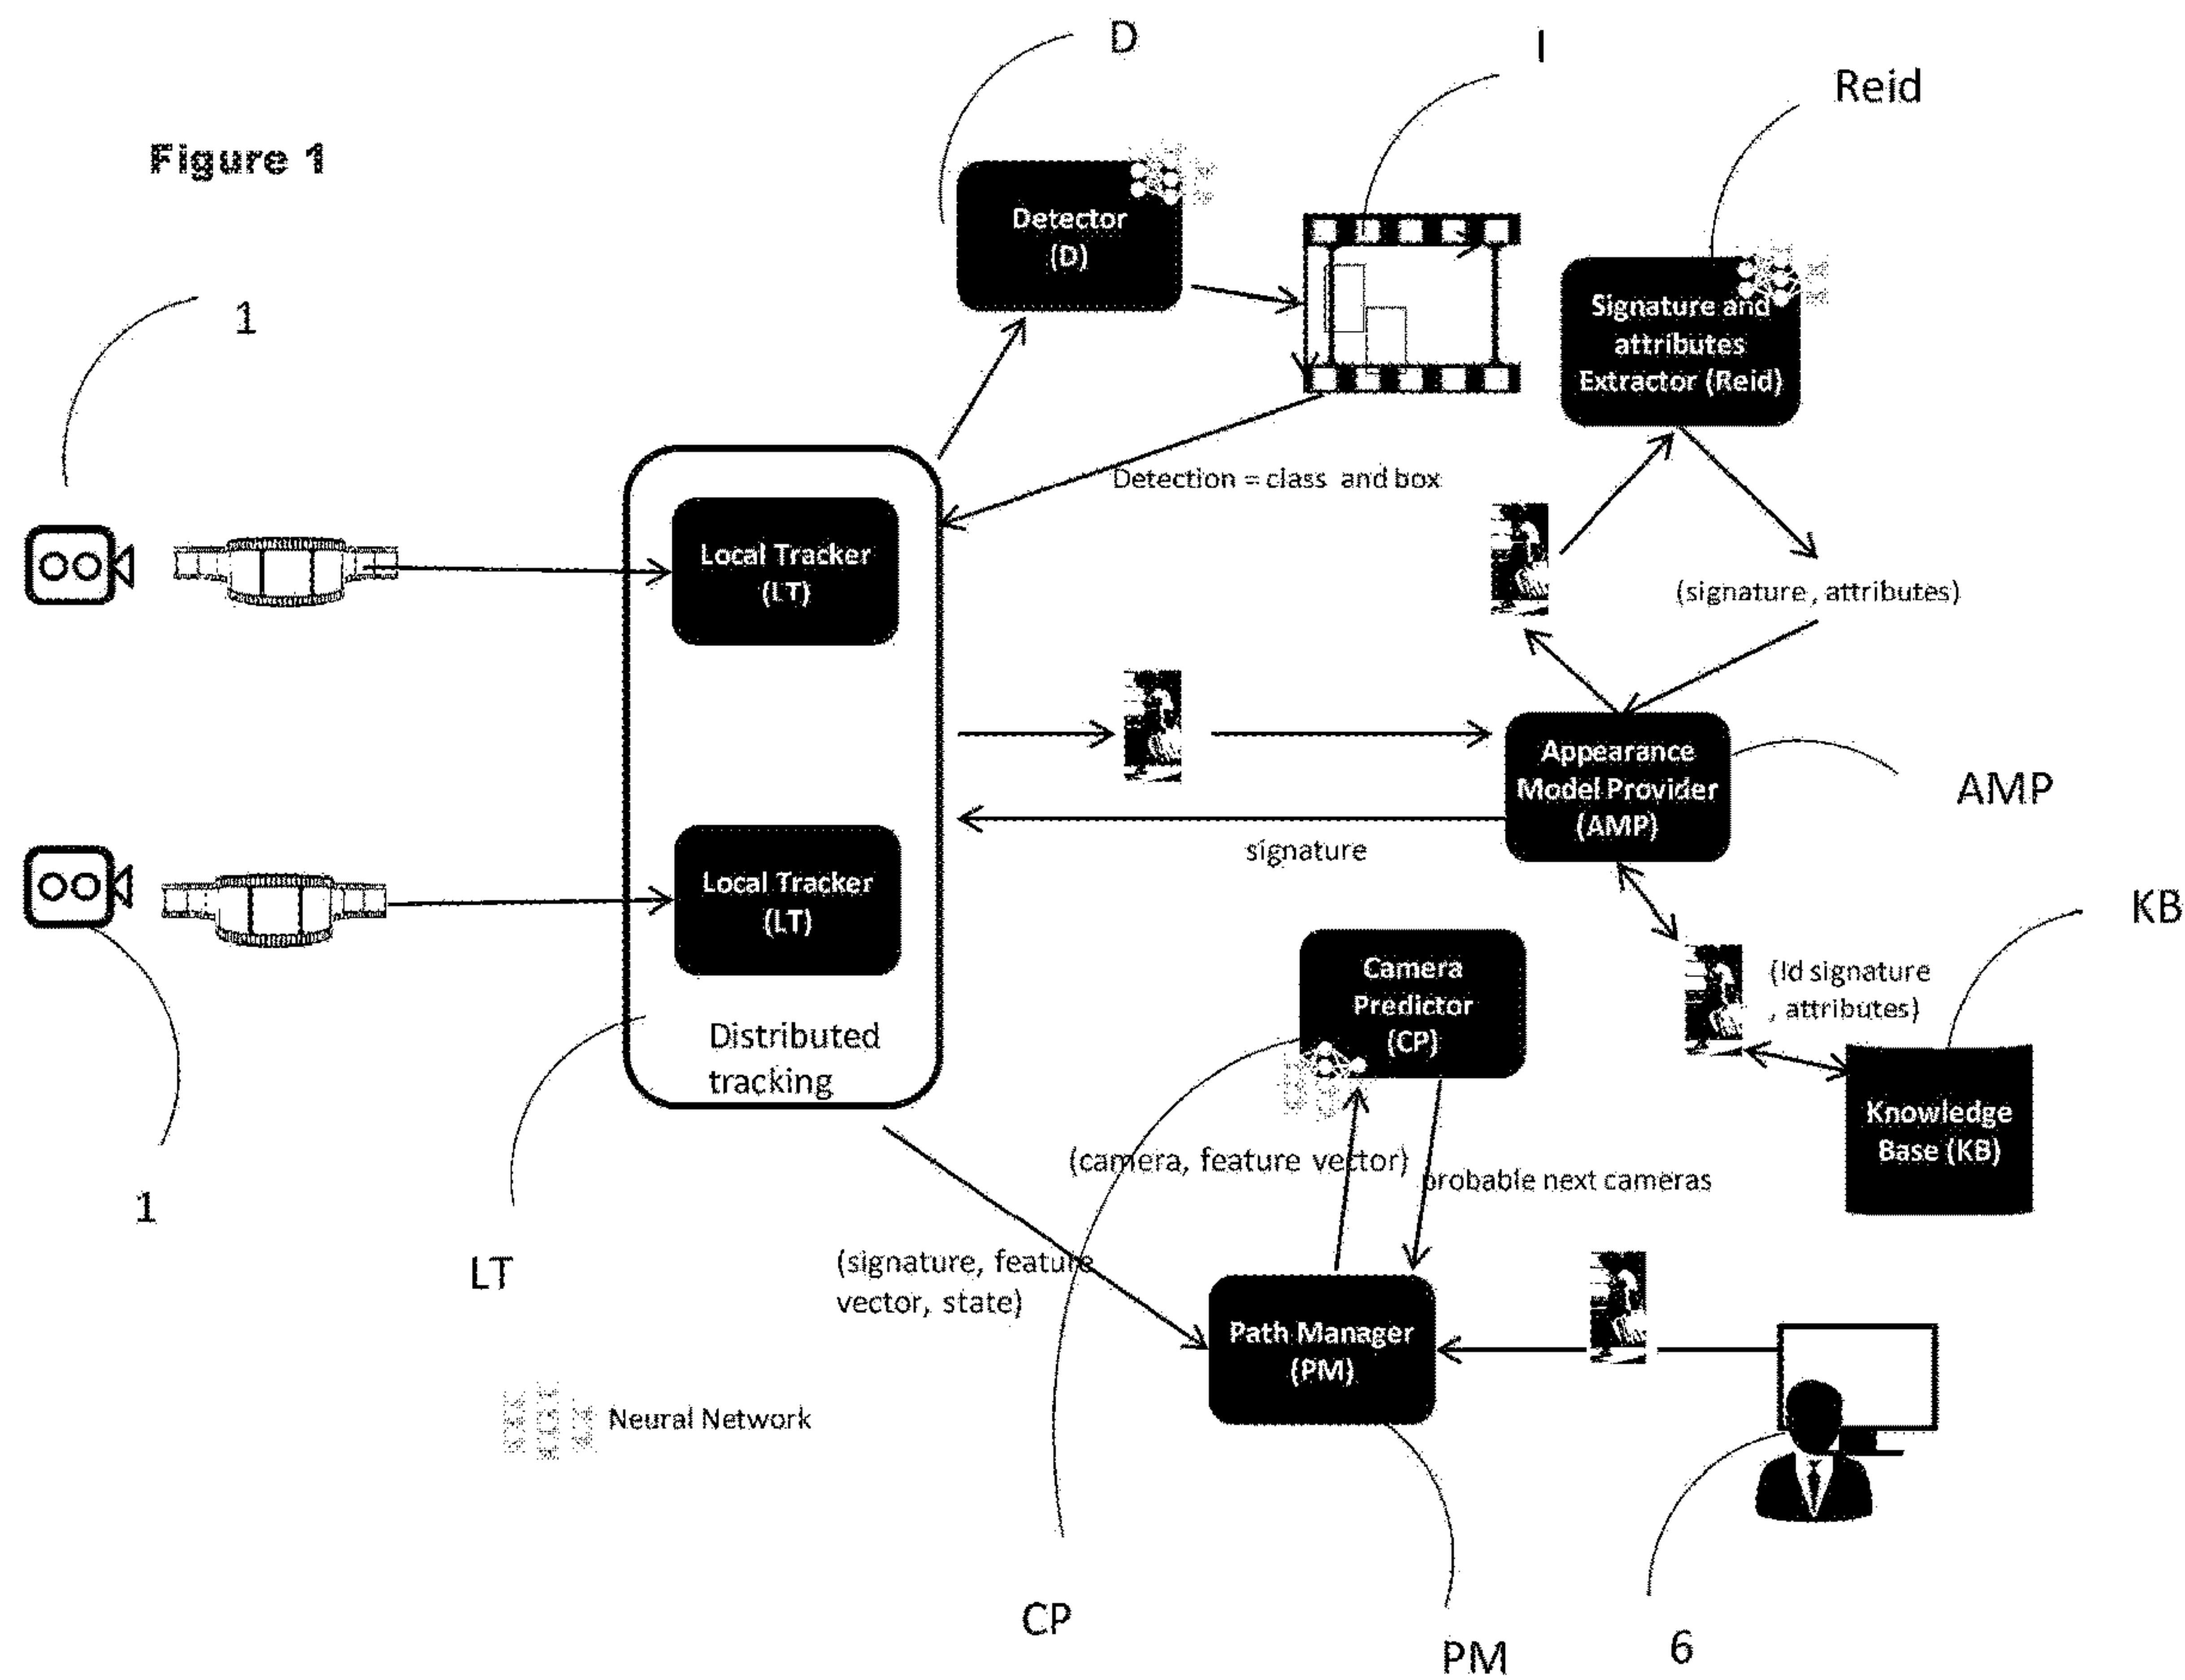 D
I
Reid
Figure 1
Detector
(D)
1
Signature and
attributes
Extractor (Reid)
Detection = class and box
Local Tracker
(LT)
(signature, attributes)
Appearance
Model Provider
(AMP)
AMP
signature
Local Tracker
(LT)
KB
Camera
Predictor
(CP)
(Id signature
, attributes)
Distributed
tracking
Knowledge
Base (KB)
(camera, feature vector)
probable next cameras
1
LT
(signature, feature
vector, state)
Path Manager
(PM)
Neural Network
CP
PM
6